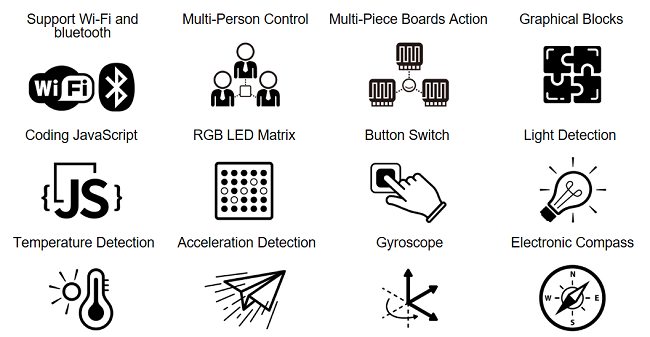 Support Wi-Fi and
bluetooth
Multi-Person Control
Multi-Piece Boards Action
Graphical Blocks
Wi Fi
Coding JavaScript
RGB LED Matrix
Button Switch
Light Detection
{JS}
Temperature Detection
Acceleration Detection
Gyroscope
Electronic Compass
N
W E
S